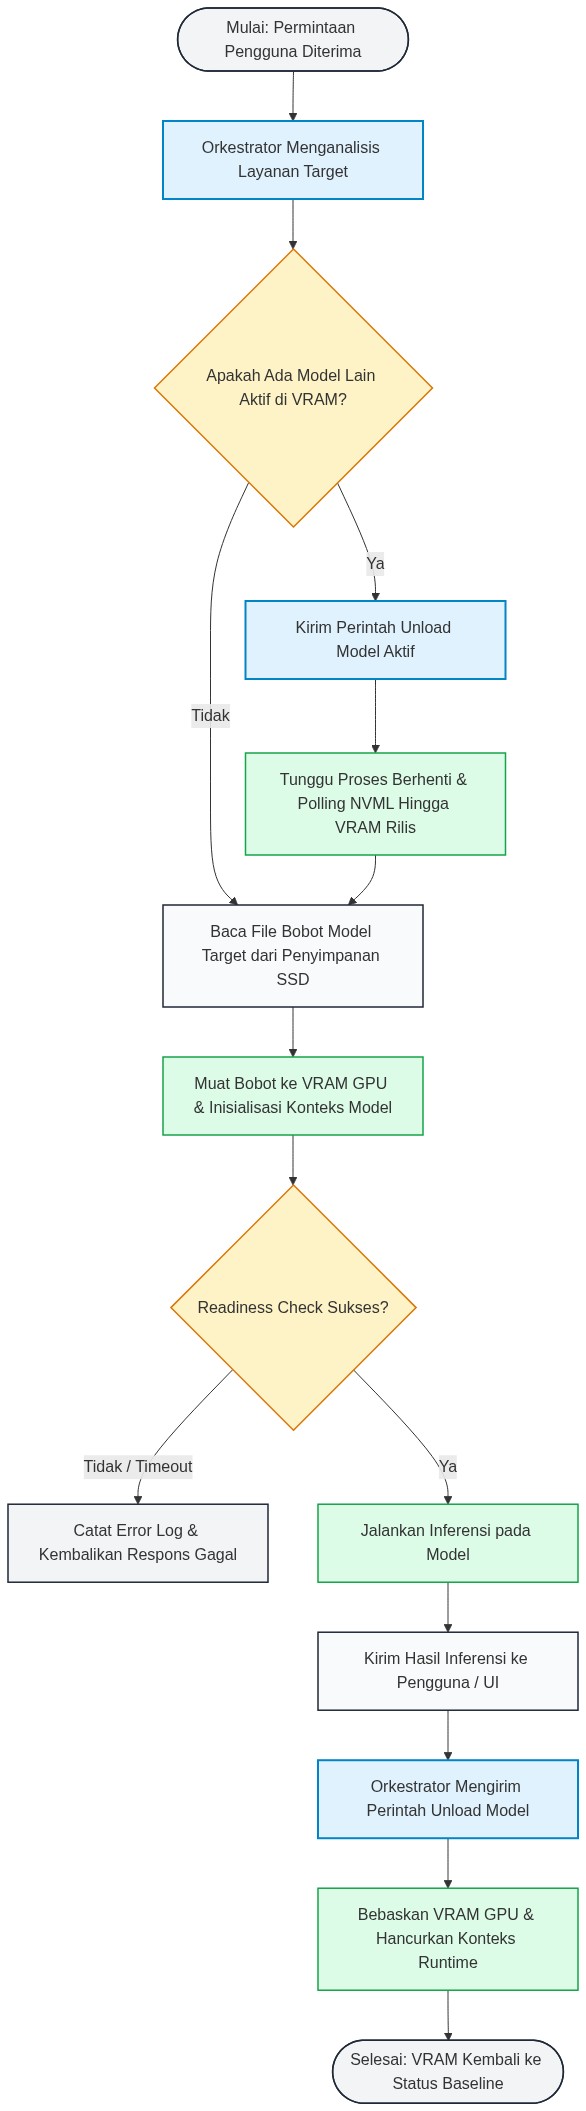 Mulai: Permintaan
Pengguna Diterima
Orkestrator Menganalisis
Layanan Target
Apakah Ada Model Lain
Aktif di VRAM?
Ya
Kirim Perintah Unload
Model Aktif
Tidak
Tunggu Proses Berhenti &
Polling NVML Hingga
VRAM Rilis
Baca File Bobot Model
Target dari Penyimpanan
SSD
Muat Bobot ke VRAM GPU
& Inisialisasi Konteks Model
Readiness Check Sukses?
Tidak / Timeout
Ya
Catat Error Log &
Kembalikan Respons Gagal
Jalankan Inferensi pada
Model
Kirim Hasil Inferensi ke
Pengguna / UI
Orkestrator Mengirim
Perintah Unload Model
Bebaskan VRAM GPU &
Hancurkan Konteks
Runtime
Selesai: VRAM Kembali ke
Status Baseline